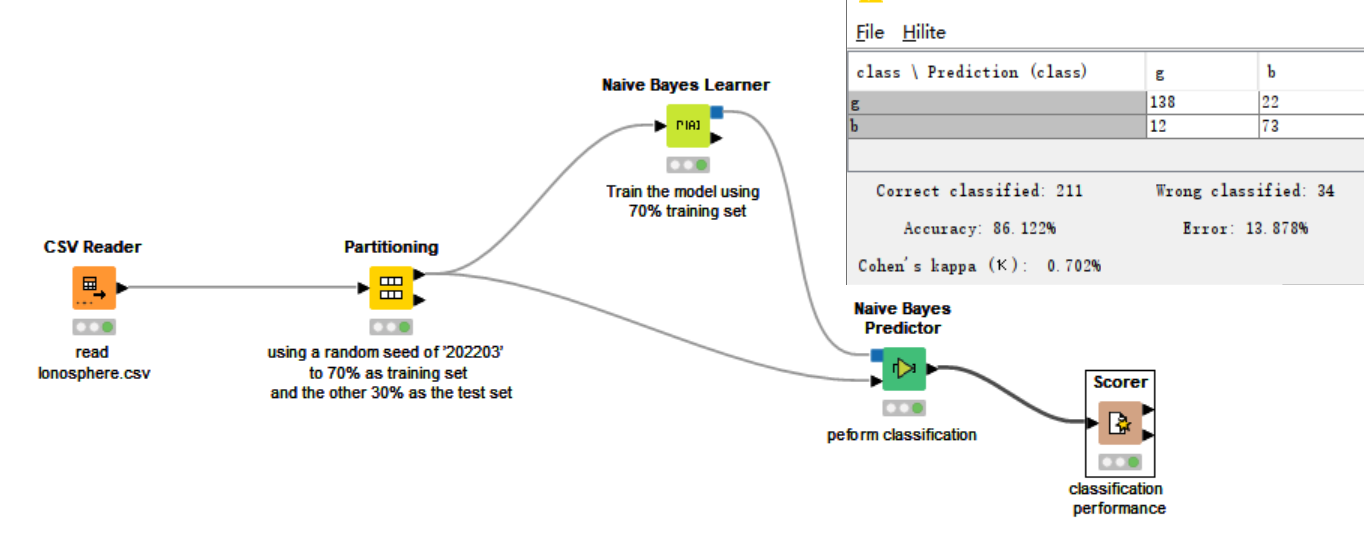 File Hilite
class \ Prediction (class) g b
g 138 22
b 12 73
Correct classified: 211 Wrong classified: 34
Accuracy: 86.122% Error: 13.878%
Cohen's kappa (κ): 0.702%
Naive Bayes Learner
Train the model using
70% training set
CSV Reader
read
Ionosphere.csv
Partitioning
using a random seed of '202203'
to 70% as training set
and the other 30% as the test set
Naive Bayes
Predictor
peform classification
Scorer
classification
performance